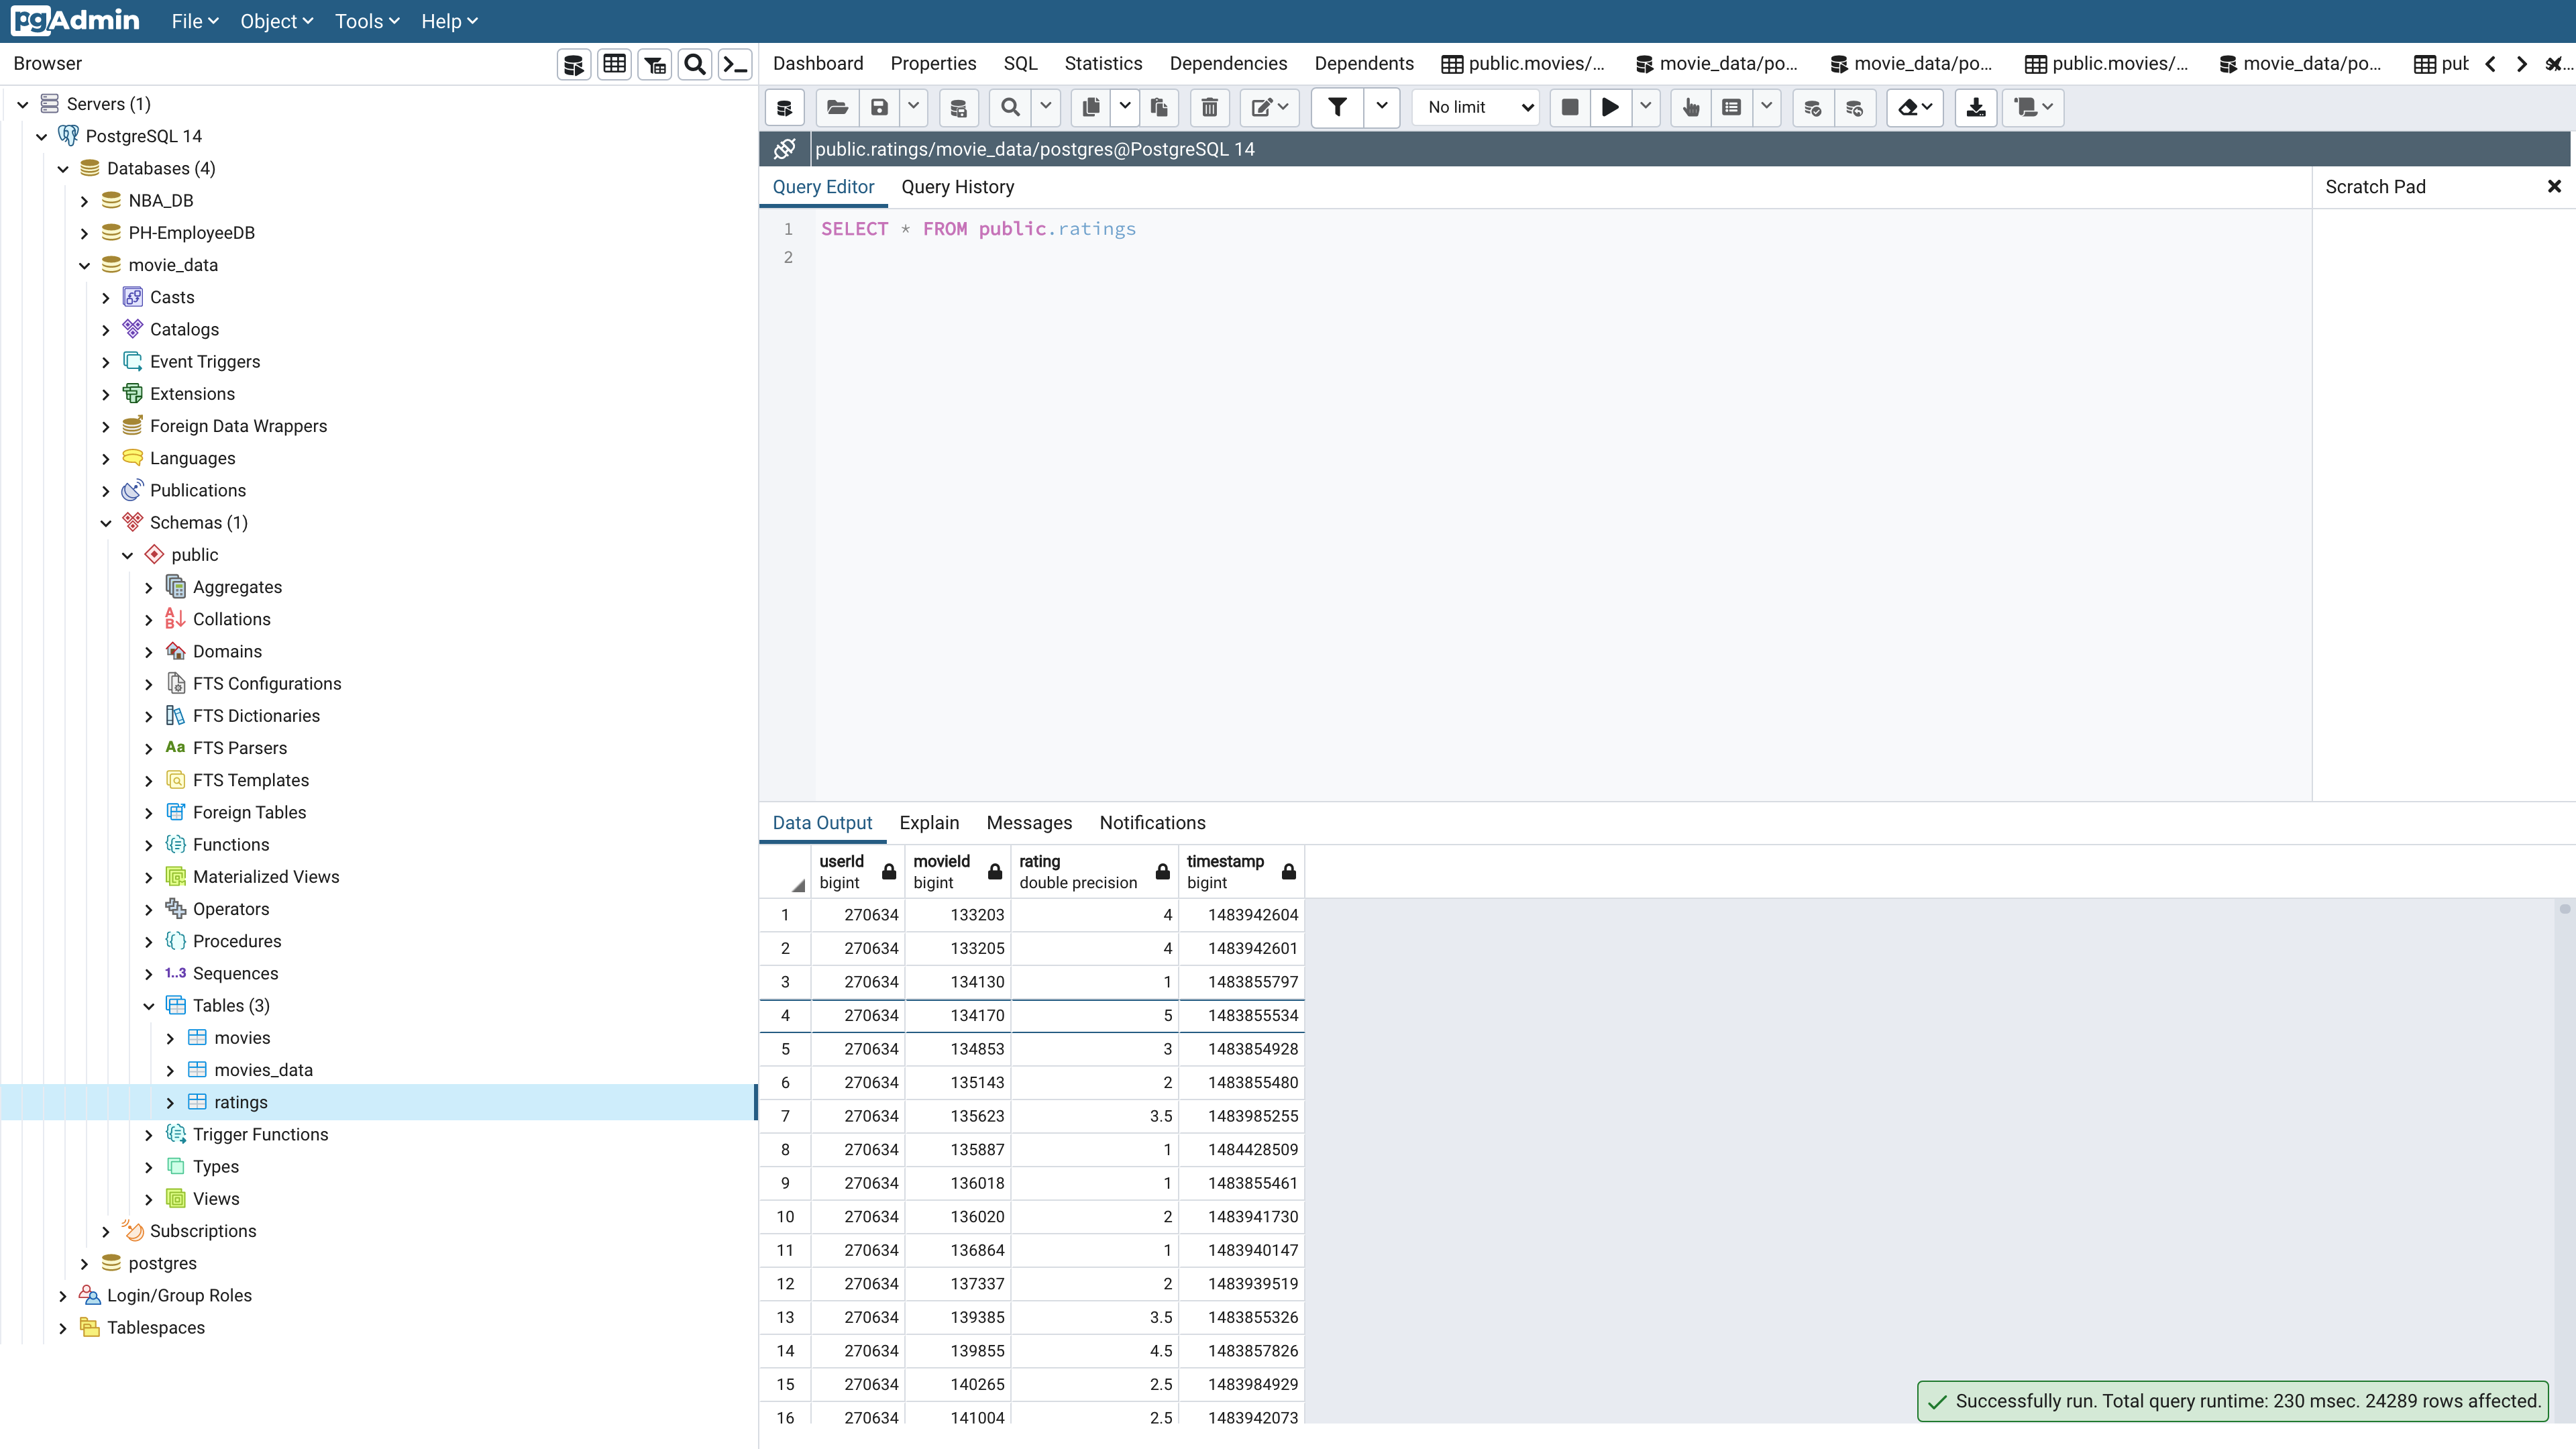 pgAdmin File Object Tools Help
Browser
Servers (1)
PostgreSQL 14
Databases (4)
NBA_DB
PH-EmployeeDB
movie_data
Casts
Catalogs
Event Triggers
Extensions
Foreign Data Wrappers
Languages
Publications
Schemas (1)
public
Aggregates
Collations
Domains
FTS Configurations
FTS Dictionaries
Aa FTS Parsers
FTS Templates
Foreign Tables
Functions
Materialized Views
Operators
Procedures
1..3 Sequences
Tables (3)
movies
movies_data
ratings
Trigger Functions
Types
Views
Subscriptions
postgres
Login/Group Roles
Tablespaces
Dashboard Properties SQL Statistics Dependencies Dependents public.movies/... movie_data/po... movie_data/po... public.movies/... movie_data/po... pub
No limit
public.ratings/movie_data/postgres@PostgreSQL 14
Query Editor Query History
Scratch Pad
1 SELECT * FROM public.ratings
2
Data Output Explain Messages Notifications
userId movieId rating timestamp
bigint bigint double precision bigint
1 270634 133203 4 1483942604
2 270634 133205 4 1483942601
3 270634 134130 1 1483855797
4 270634 134170 5 1483855534
5 270634 134853 3 1483854928
6 270634 135143 2 1483855480
7 270634 135623 3.5 1483985255
8 270634 135887 1 1484428509
9 270634 136018 1 1483855461
10 270634 136020 2 1483941730
11 270634 136864 1 1483940147
12 270634 137337 2 1483939519
13 270634 139385 3.5 1483855326
14 270634 139855 4.5 1483857826
15 270634 140265 2.5 1483984929
16 270634 141004 2.5 1483942073
Successfully run. Total query runtime: 230 msec. 24289 rows affected.